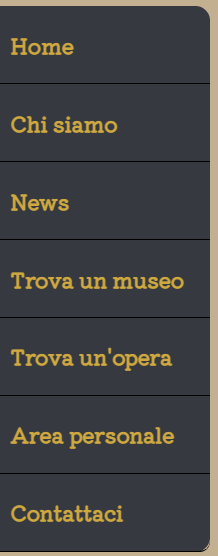 Home
Chi siamo
News
Trova un museo
Trova un'opera
Area personale
Contattaci